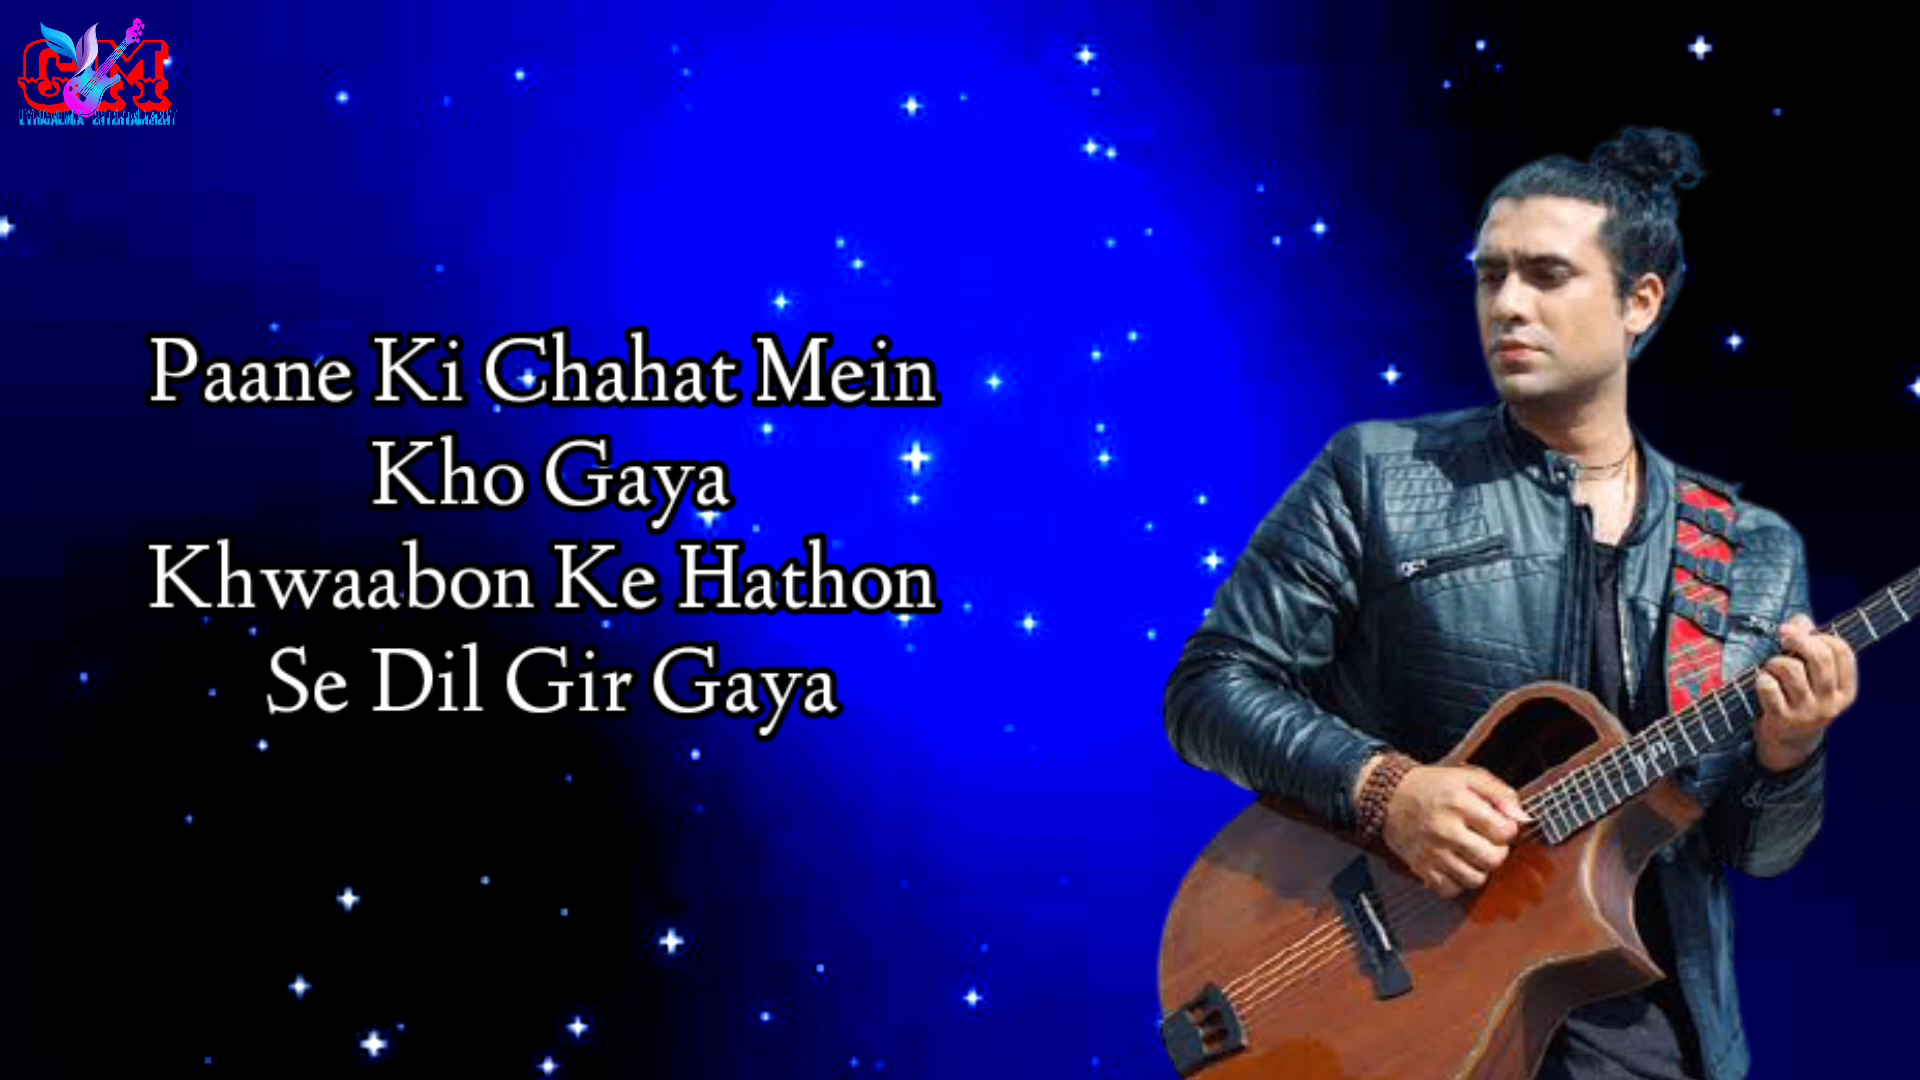 Paane Ki Chahat Mein
Kho Gaya
Khwaabon Ke Hathon
Se Dil Gir Gaya